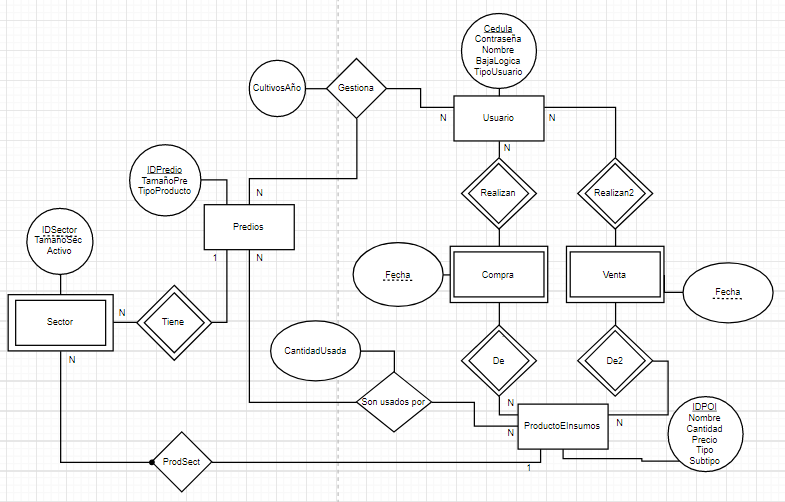 Cedula
Contraseña
Nombre
BajaLogica
TipoUsuario
CultivosAño
Gestiona
N
Usuario
N
N
IDPredio
TamañoPre
TipoProducto
N
Realizan
Realizan2
Predios
IDSector
TamañoSec
Activo
1
N
Fecha
Compra
Venta
Fecha
N
Sector
Tiene
N
CantidadUsada
De
De2
Son usados por
N
N
ProductoEInsumos
N
IDPOI
Nombre
Cantidad
Precio
Tipo
Subtipo
ProdSect
1